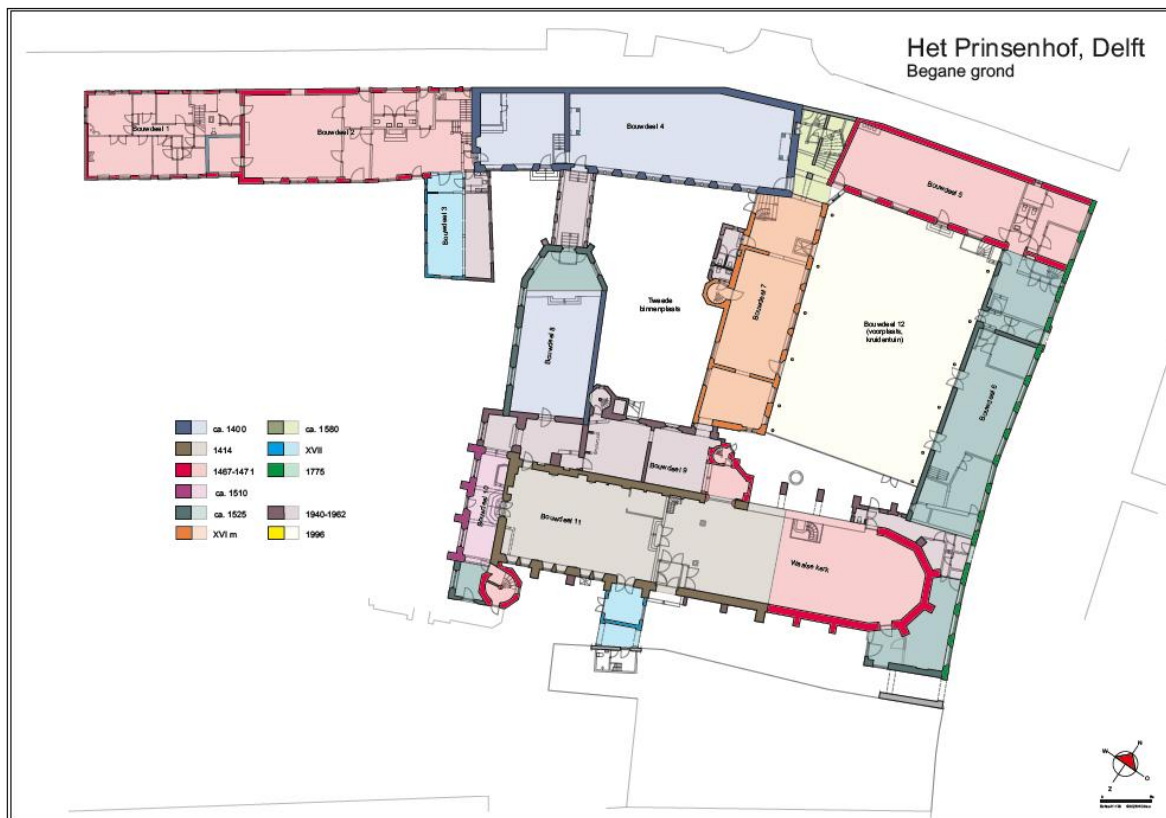 Het Prinsenhof, Delft
Begane grond
Bouwdeel 1
Bouwdeel 2
Bouwdeel 4
Bouwdeel 5
Bouwdeel 3
Bouwdeel 7
Tweede
binnenplaats
Bouwdeel 12
(voorplaats,
kruidentuin)
Bouwdeel 8
Bouwdeel 6
Bouwdeel 9
Bouwdeel 10
Bouwdeel 11
Waalse kerk
ca. 1400
ca. 1580
1414
XVII
1467-1471
1775
ca. 1510
ca. 1525
1940-1962
XVI m
1996
N
W
O
Z